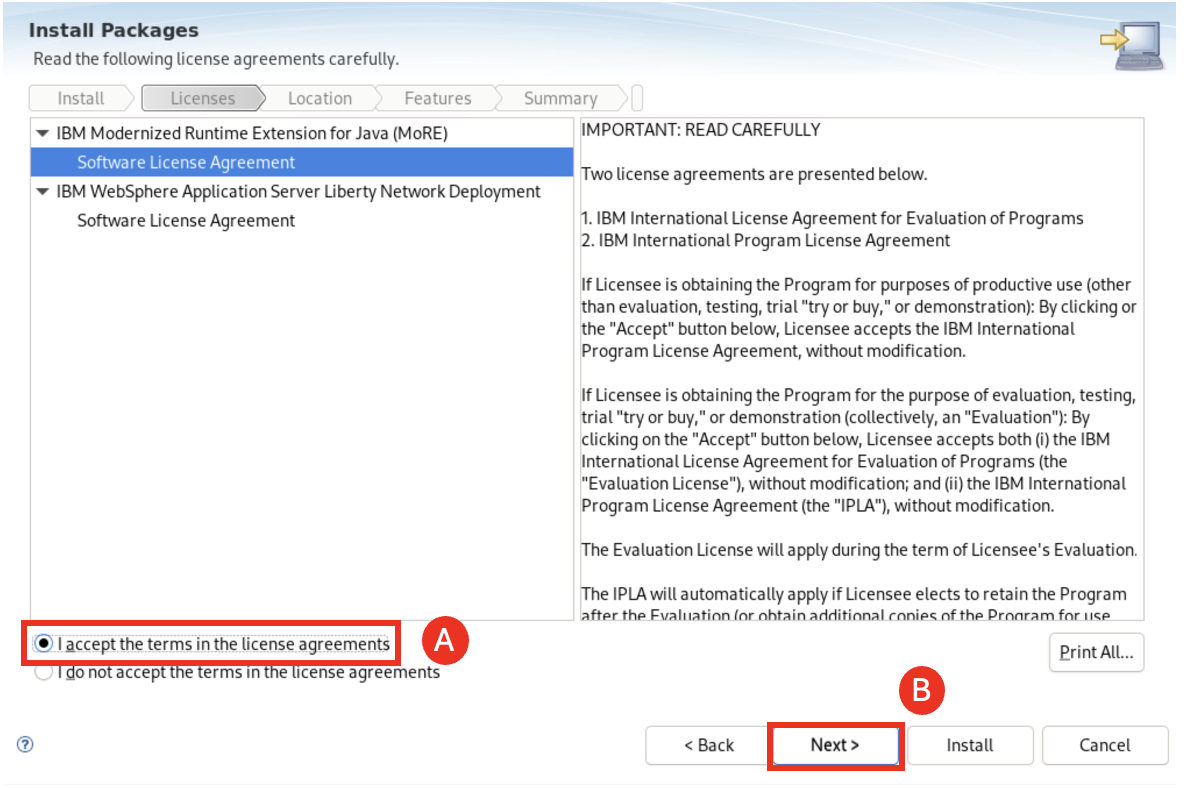 Install Packages
Read the following license agreements carefully.
Install
Licenses
Location
Features
Summary
IBM Modernized Runtime Extension for Java (MoRE)
Software License Agreement
IBM WebSphere Application Server Liberty Network Deployment
Software License Agreement
IMPORTANT: READ CAREFULLY
Two license agreements are presented below.
1. IBM International License Agreement for Evaluation of Programs
2. IBM International Program License Agreement
If Licensee is obtaining the Program for purposes of productive use (other
than evaluation, testing, trial "try or buy," or demonstration): By clicking or
the "Accept" button below, Licensee accepts the IBM International
Program License Agreement, without modification.
If Licensee is obtaining the Program for the purpose of evaluation, testing,
trial "try or buy," or demonstration (collectively, an "Evaluation"): By
clicking on the "Accept" button below, Licensee accepts both (i) the IBM
International License Agreement for Evaluation of Programs (the
"Evaluation License"), without modification; and (ii) the IBM International
Program License Agreement (the "IPLA"), without modification.
The Evaluation License will apply during the term of Licensee's Evaluation.
The IPLA will automatically apply if Licensee elects to retain the Program
after the Evaluation (or obtain additional copies of the Program for use
I accept the terms in the license agreements
A
I do not accept the terms in the license agreements
Print All...
B
?
< Back
Next >
Install
Cancel